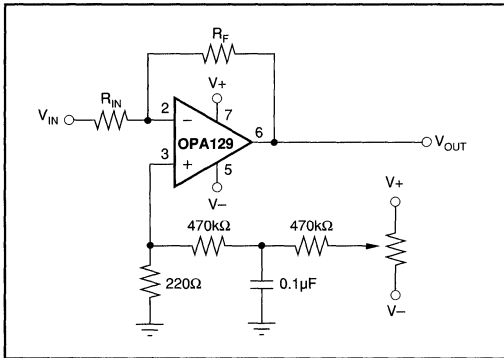 R_F
V+
R_IN
V_IN
2
7
−
6
OPA129
V_OUT
3
+
5
V−
V+
470kΩ
470kΩ
220Ω
0.1µF
V−